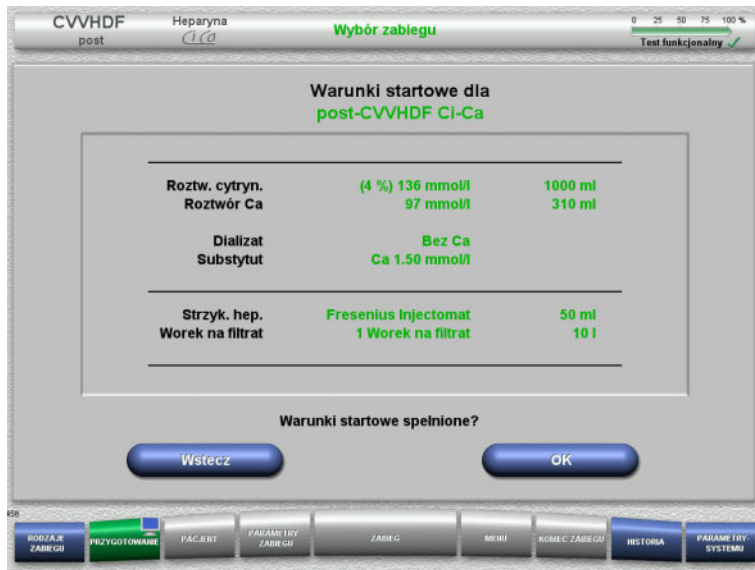 CVVHDF
post
Heparyna
Ci Ca
Wybór zabiegu
0 25 50 75 100 %
Test funkcjonalny
Warunki startowe dla
post-CVVHDF Ci-Ca
Roztw. cytryn. (4 %) 136 mmol/l 1000 ml
Roztwór Ca 97 mmol/l 310 ml
Dializat Bez Ca
Substytut Ca 1.50 mmol/l
Strzyk. hep. Fresenius Injectomat 50 ml
Worek na filtrat 1 Worek na filtrat 10 l
Warunki startowe spełnione?
Wstecz
OK
RODZAJE ZABIEGU
PRZYGOTOWANIE
PACJENT
PARAMETRY ZABIEGU
ZABIEG
MENU
KONIEC ZABIEGU
HISTORIA
PARAMETRY-SYSTEMU